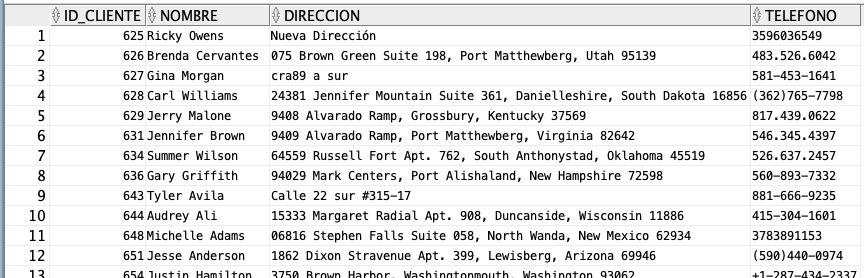 ID_CLIENTE NOMBRE DIRECCION TELEFONO
1 625 Ricky Owens Nueva Dirección 3596036549
2 626 Brenda Cervantes 075 Brown Green Suite 198, Port Matthewberg, Utah 95139 483.526.6042
3 627 Gina Morgan cra89 a sur 581-453-1641
4 628 Carl Williams 24381 Jennifer Mountain Suite 361, Danielleshire, South Dakota 16856 (362)765-7798
5 629 Jerry Malone 9408 Alvarado Ramp, Grossbury, Kentucky 37569 817.439.0622
6 631 Jennifer Brown 9409 Alvarado Ramp, Port Matthewberg, Virginia 82642 546.345.4397
7 634 Summer Wilson 64559 Russell Fort Apt. 762, South Anthonystad, Oklahoma 45519 526.637.2457
8 636 Gary Griffith 94029 Mark Centers, Port Alishaland, New Hampshire 72598 560-893-7332
9 643 Tyler Avila Calle 22 sur #315-17 881-666-9235
10 644 Audrey Ali 15333 Margaret Radial Apt. 908, Duncanside, Wisconsin 11886 415-304-1601
11 648 Michelle Adams 06816 Stephen Falls Suite 058, North Wanda, New Mexico 62934 3783891153
12 651 Jesse Anderson 1862 Dixon Stravenue Apt. 399, Lewisberg, Arizona 69946 (590)440-0974
13 654 Justin Hamilton 3750 Brown Harbor, Washingtonmouth, Washington 93062 +1-287-434-2337